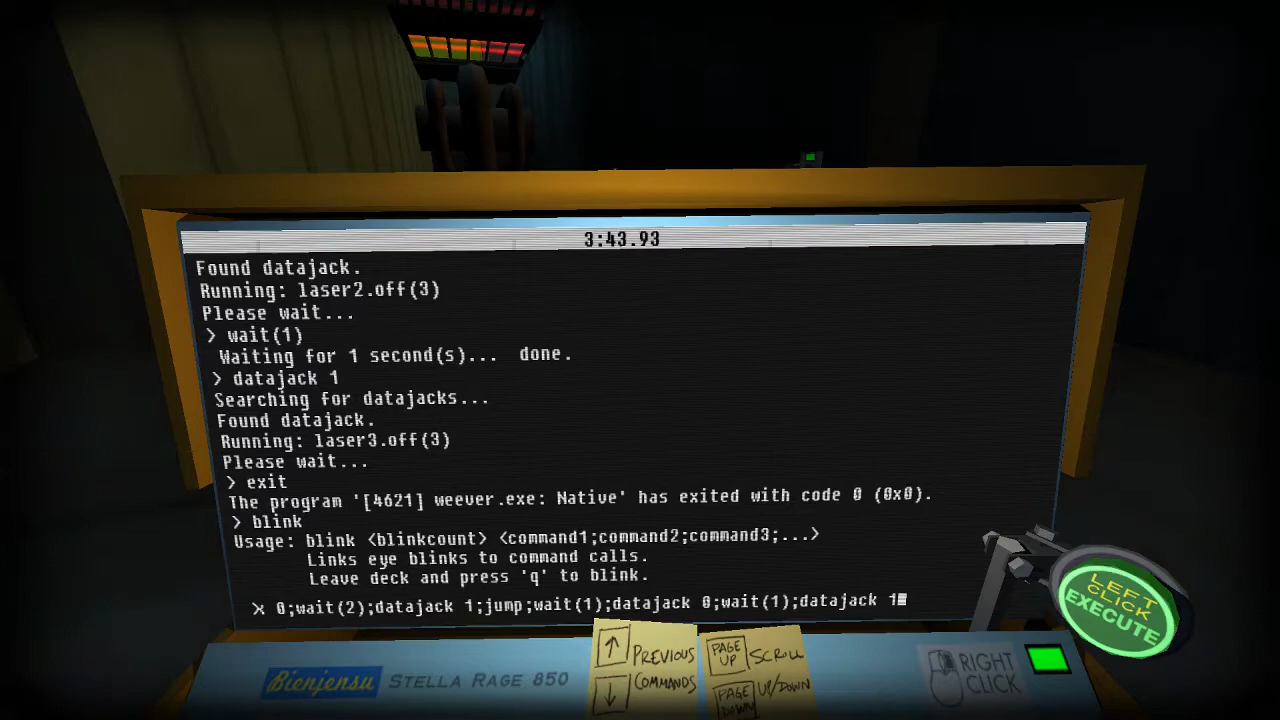 3:43.93
Found datajack.
Running: laser2.off(3)
Please wait...
> wait(1)
Waiting for 1 second(s)... done.
> datajack 1
Searching for datajacks...
Found datajack.
Running: laser3.off(3)
Please wait...
> exit
The program '[4621] weever.exe: Native' has exited with code 0 (0x0).
> blink
Usage: blink <blinkcount> <command1;command2;command3;...>
Links eye blinks to command calls.
Leave deck and press 'q' to blink.
0;wait(2);datajack 1;jump;wait(1);datajack 0;wait(1);datajack 1
LEFT
CLICK
EXECUTE
↑ PREVIOUS
↓ COMMANDS
PAGE UP SCROLL
PAGE DOWN UP/DOWN
Bienjensu STELLA RAGE 850
RIGHT
CLICK